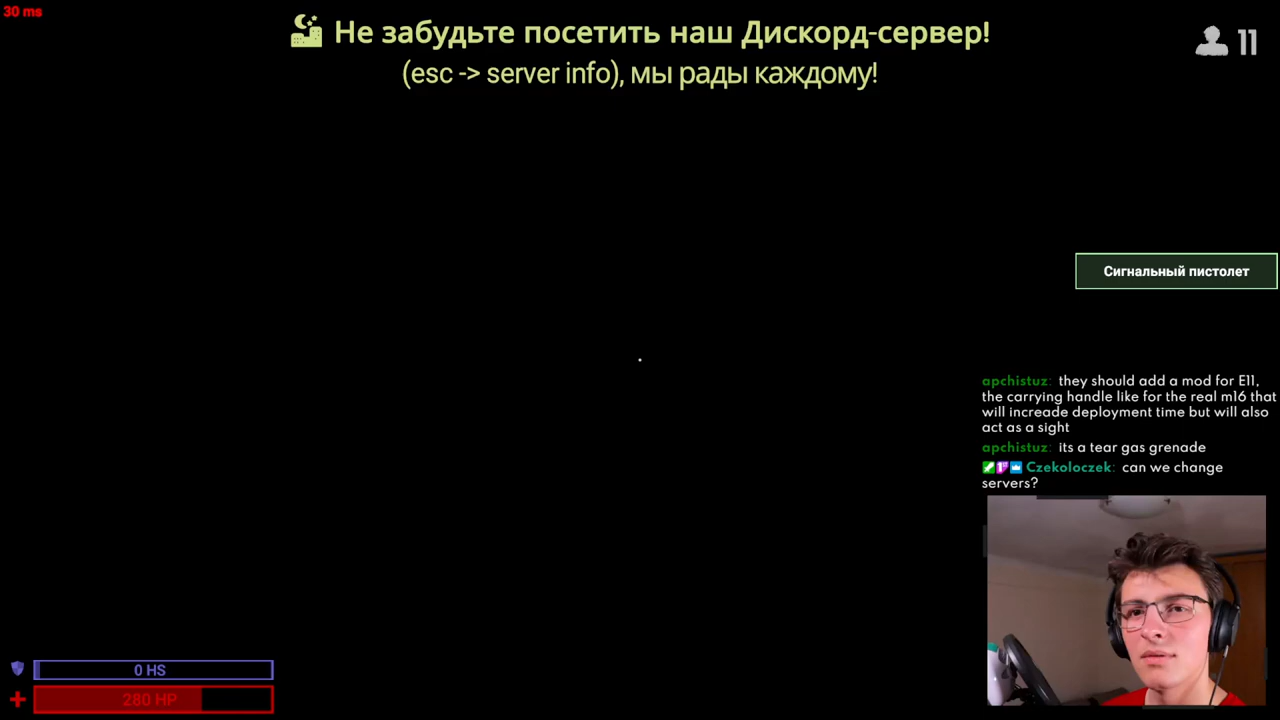 30 ms
Не забудьте посетить наш Дискорд-сервер!
(esc -> server info), мы рады каждому!
11
Сигнальный пистолет
apchistuz: they should add a mod for E11,
the carrying handle like for the real m16 that
will increade deployment time but will also
act as a sight
apchistuz: its a tear gas grenade
Czekoloczek: can we change
servers?
0 HS
280 HP